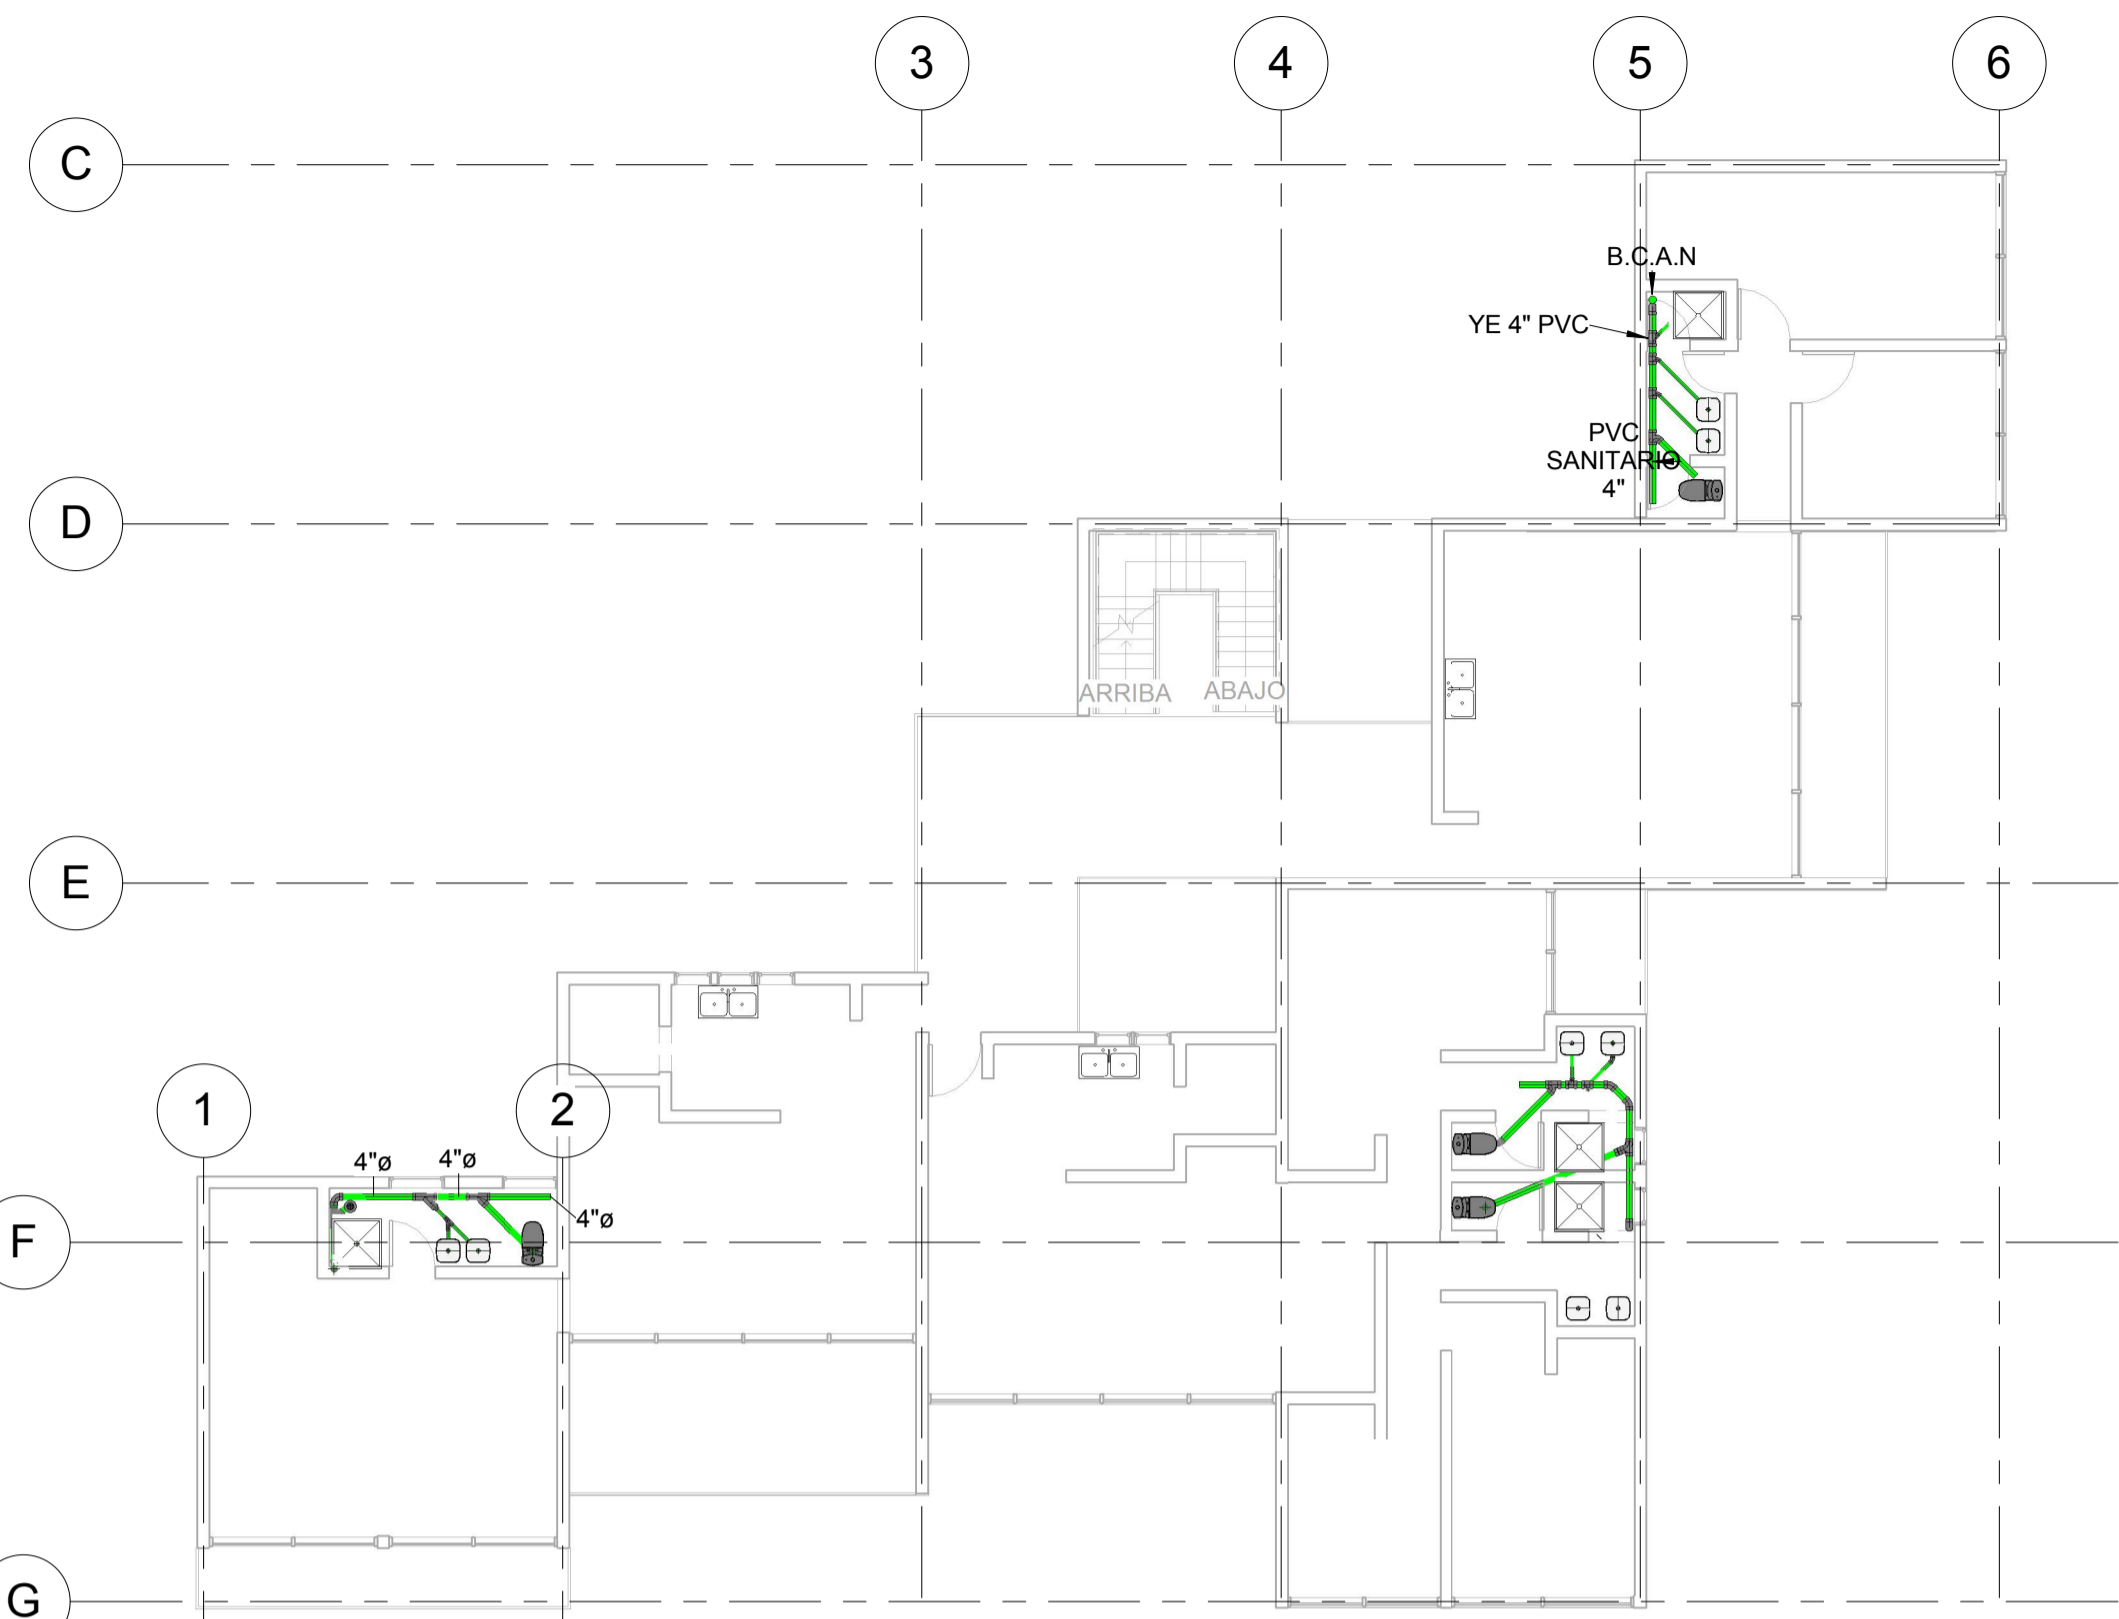 3
4
5
6
C
B.C.A.N
YE 4" PVC
PVC
SANITARIO
4"
D
ARRIBA
ABAJO
E
1
2
4"ø
4"ø
4"ø
F
G